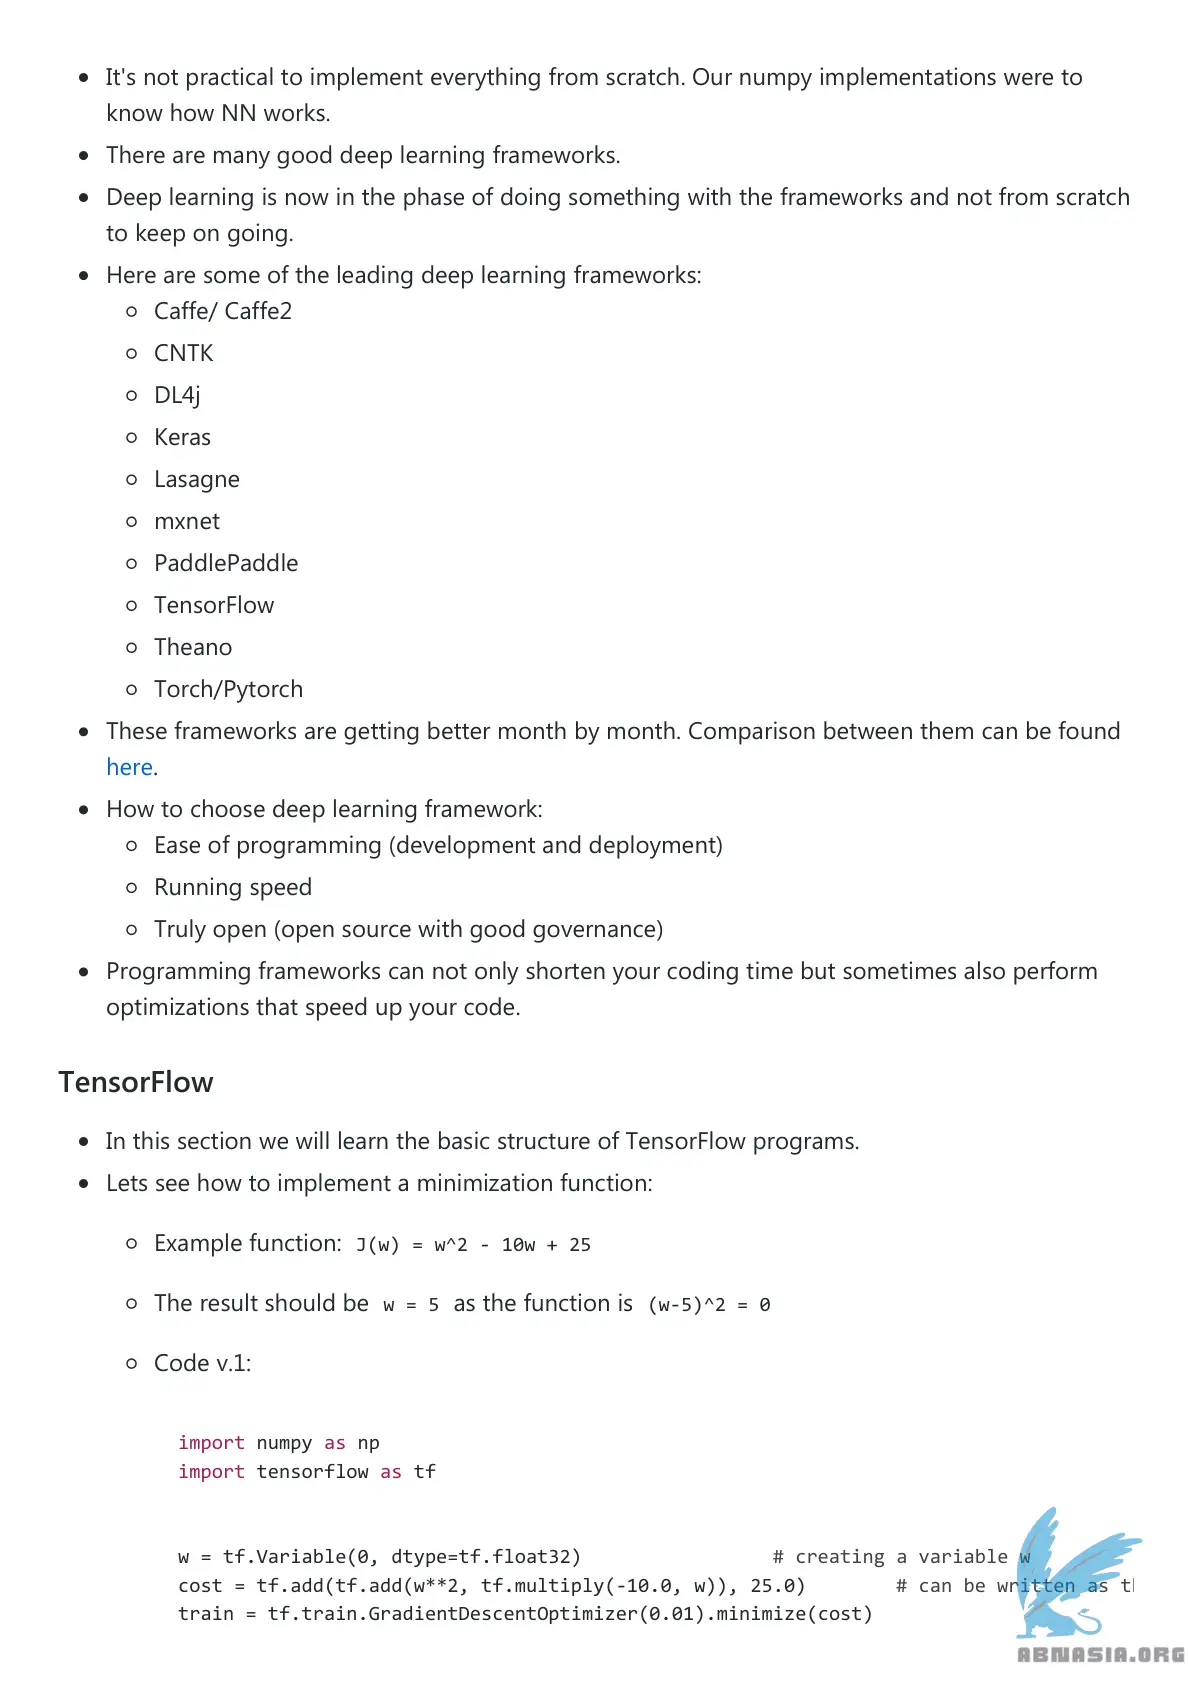 It's not practical to implement everything from scratch. Our numpy implementations were to
know how NN works.
There are many good deep learning frameworks.
Deep learning is now in the phase of doing something with the frameworks and not from scratch
to keep on going.
Here are some of the leading deep learning frameworks:
Caffe/ Caffe2
CNTK
DL4j
Keras
Lasagne
mxnet
PaddlePaddle
TensorFlow
Theano
Torch/Pytorch
These frameworks are getting better month by month. Comparison between them can be found
here.
How to choose deep learning framework:
Ease of programming (development and deployment)
Running speed
Truly open (open source with good governance)
Programming frameworks can not only shorten your coding time but sometimes also perform
optimizations that speed up your code.
TensorFlow
In this section we will learn the basic structure of TensorFlow programs.
Lets see how to implement a minimization function:
Example function: J(w) = w^2 - 10w + 25
The result should be w = 5 as the function is (w-5)^2 = 0
Code v.1:
import numpy as np
import tensorflow as tf
w = tf.Variable(0, dtype=tf.float32) # creating a variable w
cost = tf.add(tf.add(w**2, tf.multiply(-10.0, w)), 25.0) # can be written as
train = tf.train.GradientDescentOptimizer(0.01).minimize(cost)
ABNASIA.ORG